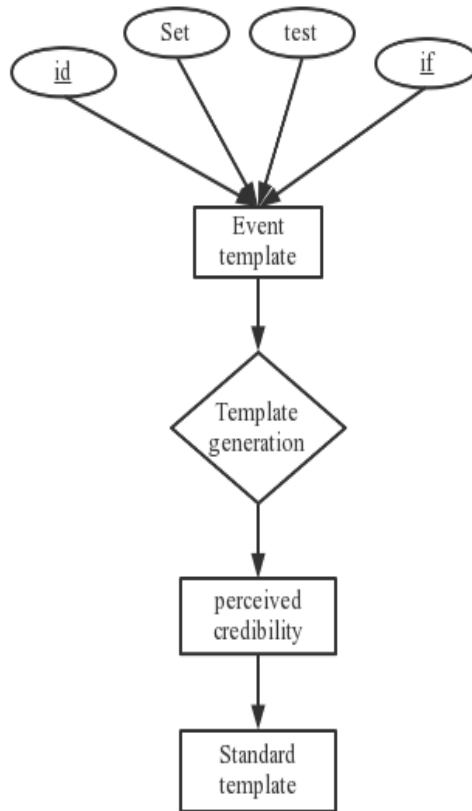 Set
test
id
if
Event
template
Template
generation
perceived
credibility
Standard
template